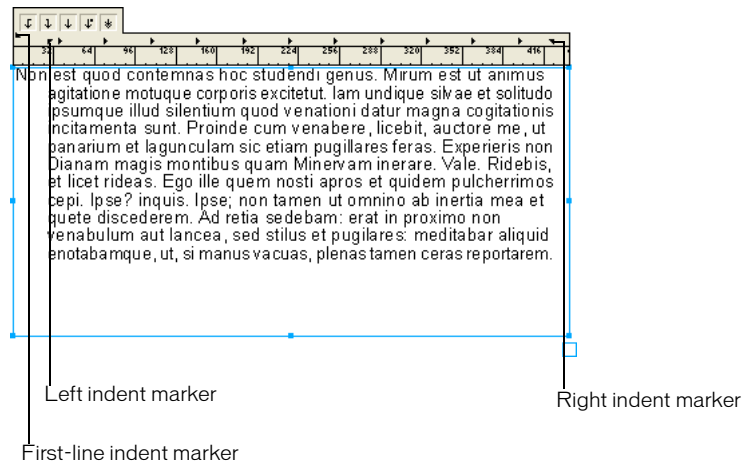 32 64 96 128 160 192 224 256 288 320 352 384 416
Non est quod contemnas hoc studendi genus. Mirum est ut animus
agitatione motuque corporis excitetut. Iam undique silvae et solitudo
ipsumque illud silentium quod venationi datur magna cogitationis
incitamenta sunt. Proinde cum venabere, licebit, auctore me, ut
panarium et lagunculam sic etiam pugillares feras. Experieris non
Dianam magis montibus quam Minervam inerare. Vale. Ridebis,
et licet rideas. Ego ille quem nosti apros et quidem pulcherrimos
cepi. Ipse? inquis. Ipse; non tamen ut omnino ab inertia mea et
quete discederem. Ad retia sedebam: erat in proximo non
venabulum aut lancea, sed stilus et pugilares: meditabar aliquid
enotabamque, ut, si manus vacuas, plenas tamen ceras reportarem.
Left indent marker
Right indent marker
First-line indent marker